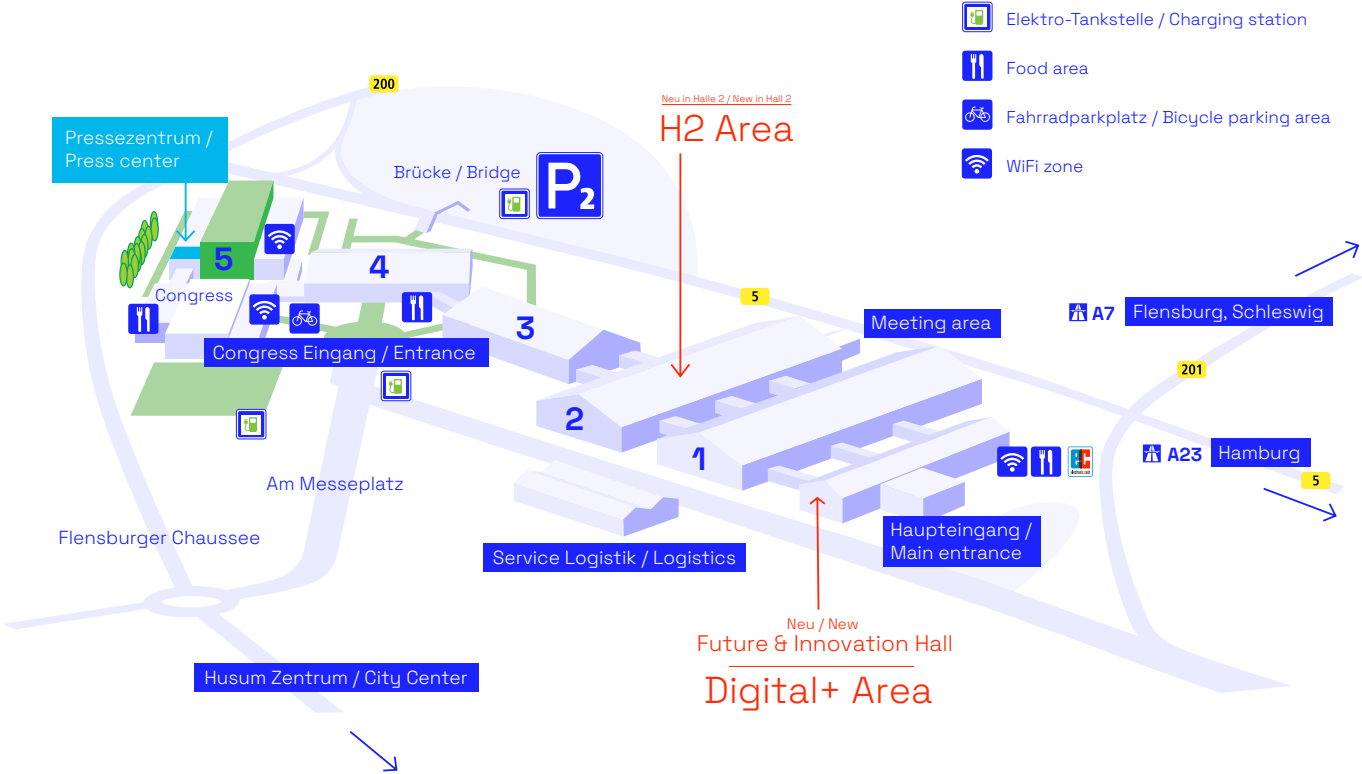 Elektro-Tankstelle / Charging station
Food area
Fahrradparkplatz / Bicycle parking area
WiFi zone
200
Neu in Halle 2 / New in Hall 2
H2 Area
Pressezentrum /
Press center
Brücke / Bridge
P2
5
4
Congress
3
5
Meeting area
A7
Flensburg, Schleswig
201
Congress Eingang / Entrance
2
1
A23
Hamburg
5
ec
electronic cash
Am Messeplatz
Flensburger Chaussee
Service Logistik / Logistics
Haupteingang /
Main entrance
Neu / New
Future & Innovation Hall
Digital+ Area
Husum Zentrum / City Center